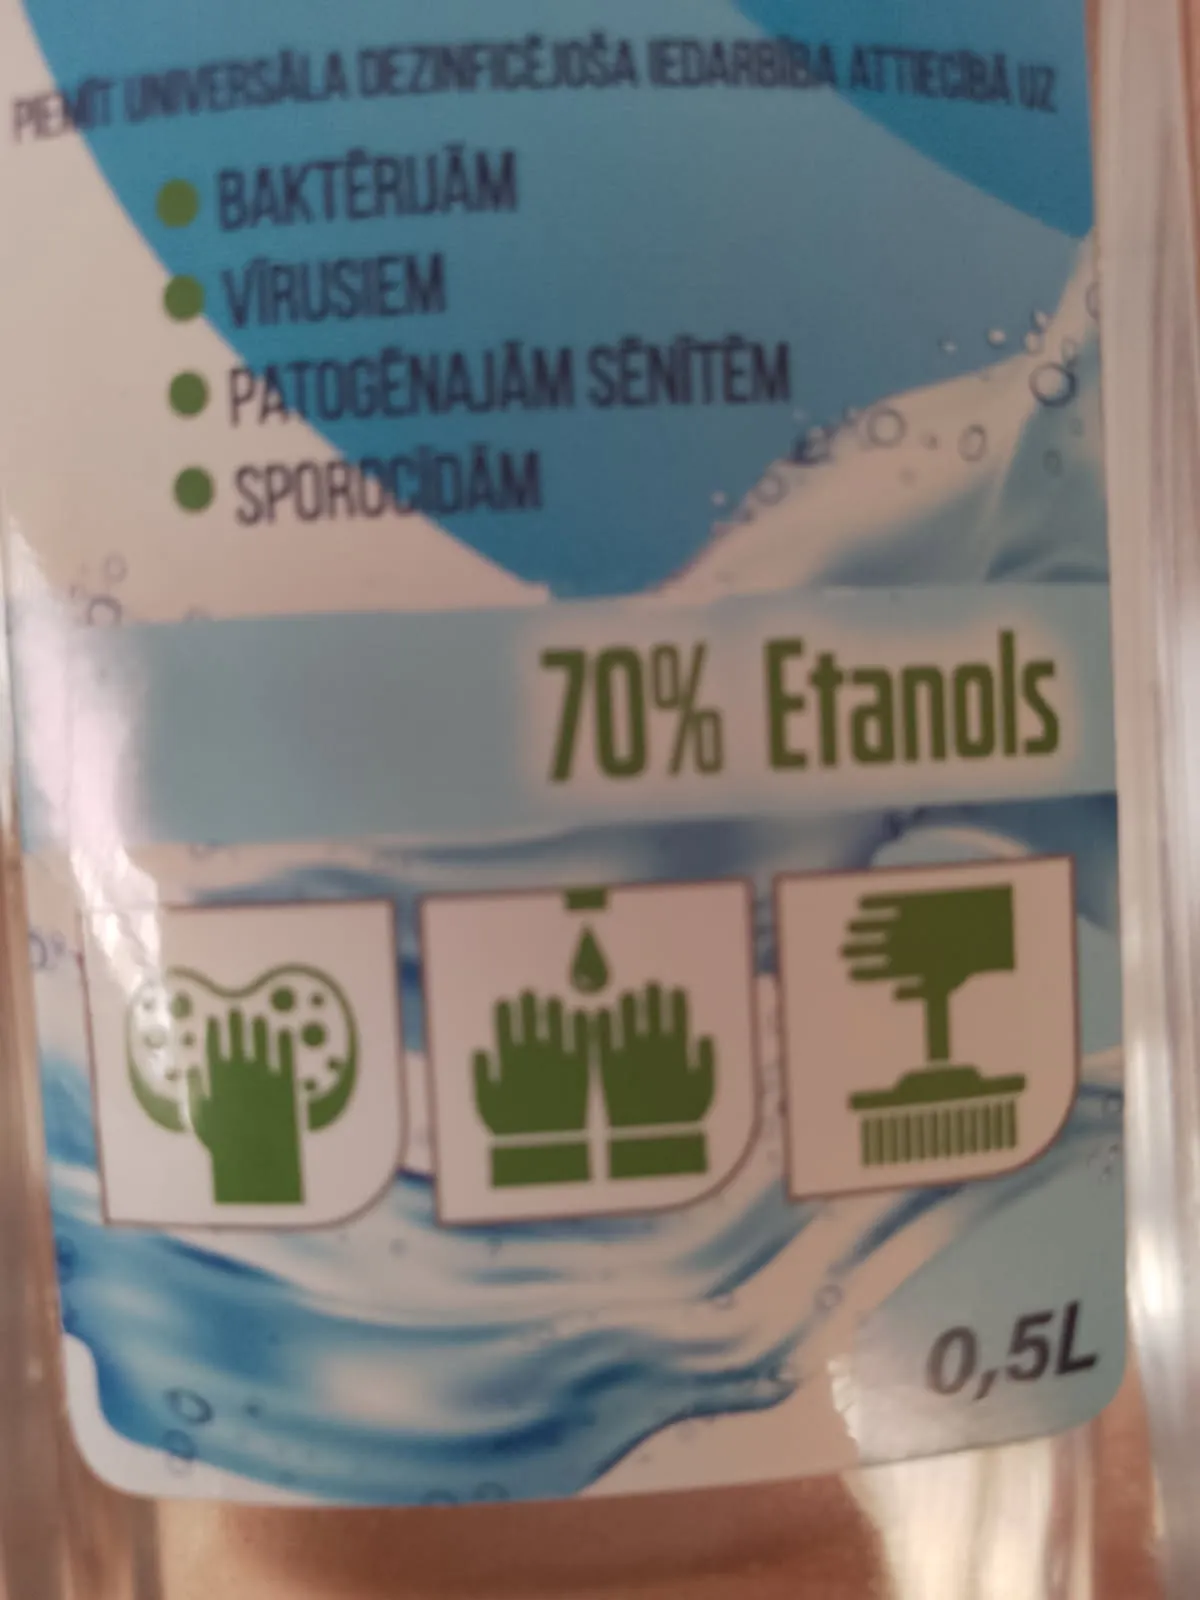 PIEMĪT UNIVERSĀLA DEZINFICĒJOŠA IEDARBĪBA ATTIECĪBĀ UZ
BAKTĒRIJĀM
VĪRUSIEM
PATOGĒNAJĀM SĒNĪTĒM
SPOROCĪDĀM
70% Etanols
0,5L